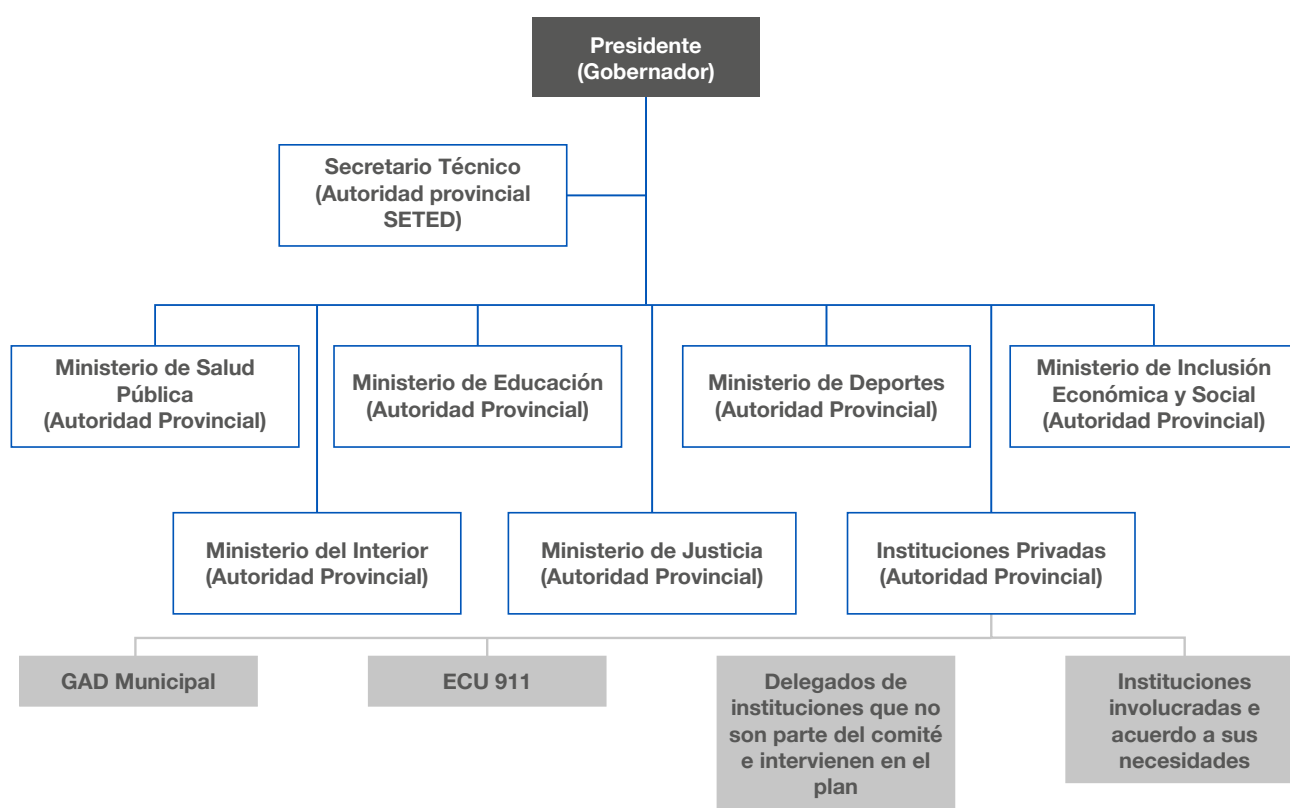 Presidente
(Gobernador)
Secretario Técnico
(Autoridad provincial
SETED)
Ministerio de Salud
Pública
(Autoridad Provincial)
Ministerio de Educación
(Autoridad Provincial)
Ministerio de Deportes
(Autoridad Provincial)
Ministerio de Inclusión
Económica y Social
(Autoridad Provincial)
Ministerio del Interior
(Autoridad Provincial)
Ministerio de Justicia
(Autoridad Provincial)
Instituciones Privadas
(Autoridad Provincial)
GAD Municipal
ECU 911
Delegados de
instituciones que no
son parte del comité
e intervienen en el
plan
Instituciones
involucradas e
acuerdo a sus
necesidades